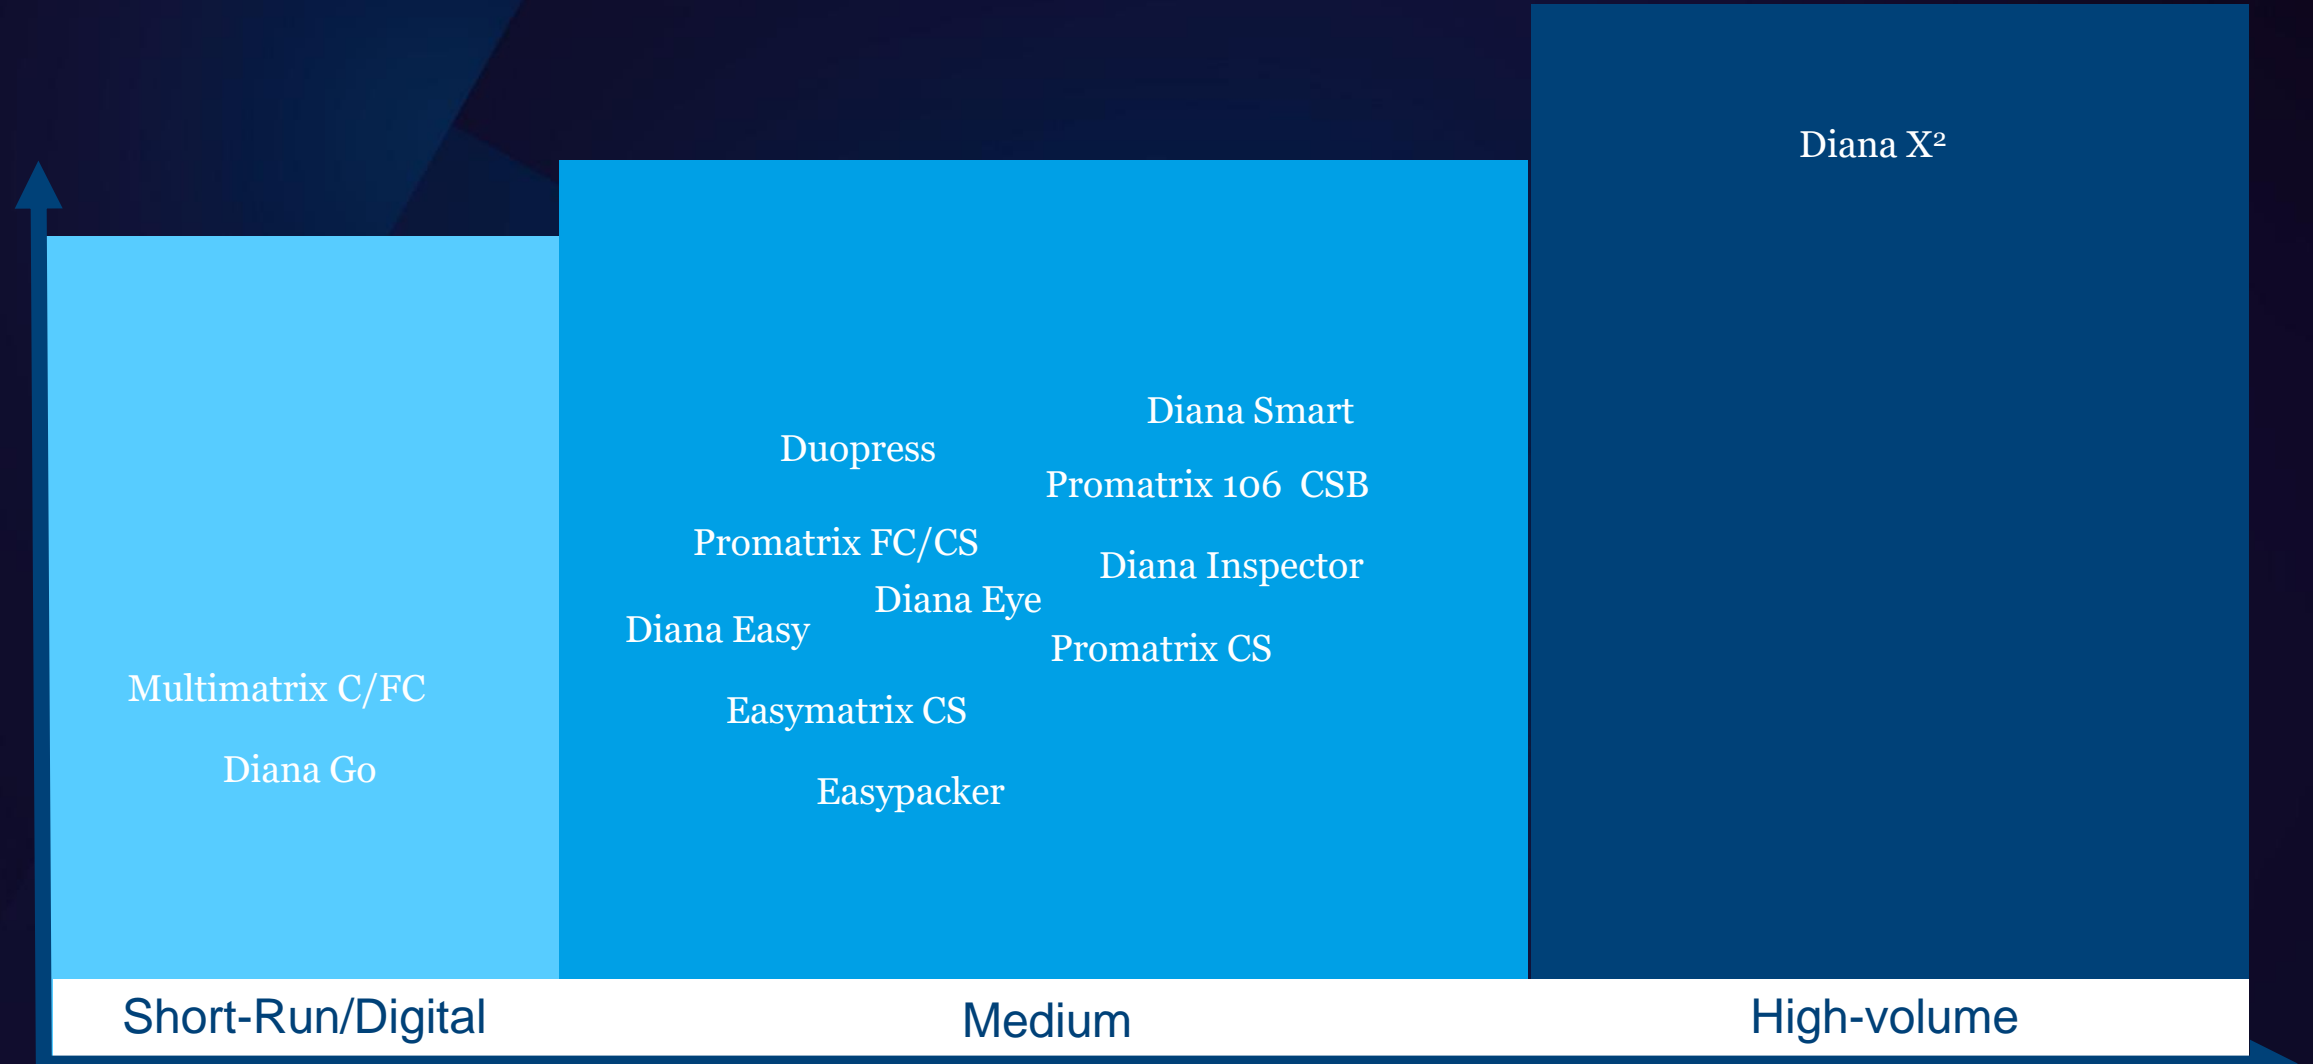 Diana X²
Diana Smart
Duopress
Promatrix 106 CSB
Promatrix FC/CS
Diana Inspector
Diana Eye
Diana Easy
Promatrix CS
Multimatrix C/FC
Easymatrix CS
Diana Go
Easypacker
Short-Run/Digital
Medium
High-volume